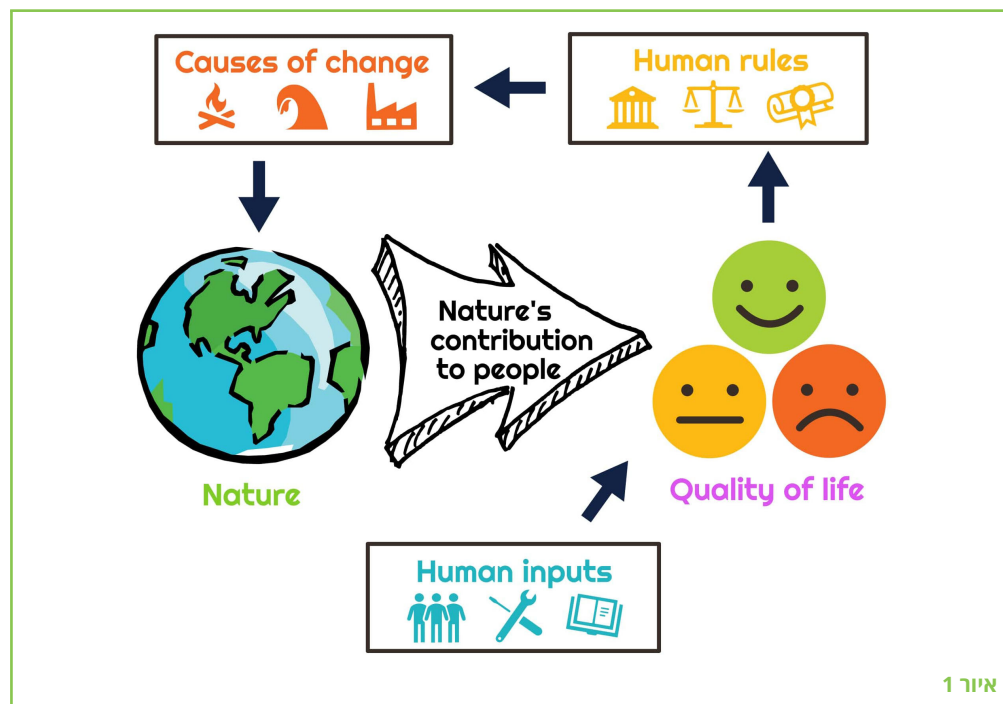 Causes of change
Human rules
Nature's
contribution
to people
Nature
Quality of life
Human inputs
איור 1